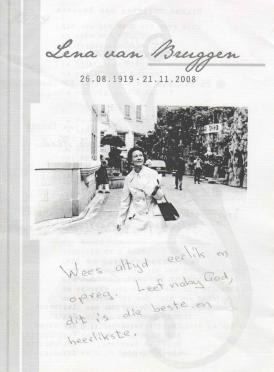 Lena van Bruggen
26.08.1919 - 21.11.2008
Wees altyd eerlik en
opreg. Leef naby God,
dit is die beste en
heerlikste.